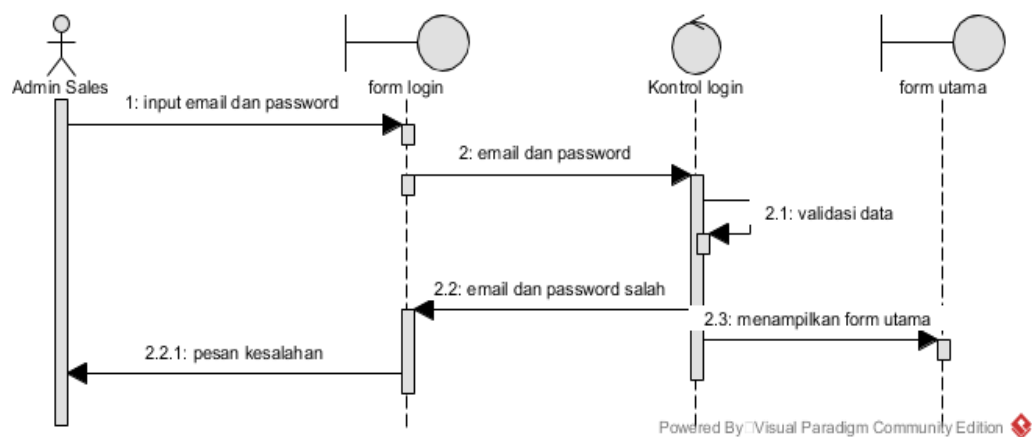 Admin Sales
form login
Kontrol login
form utama
1: input email dan password
2: email dan password
2.1: validasi data
2.2: email dan password salah
2.3: menampilkan form utama
2.2.1: pesan kesalahan
Powered By Visual Paradigm Community Edition